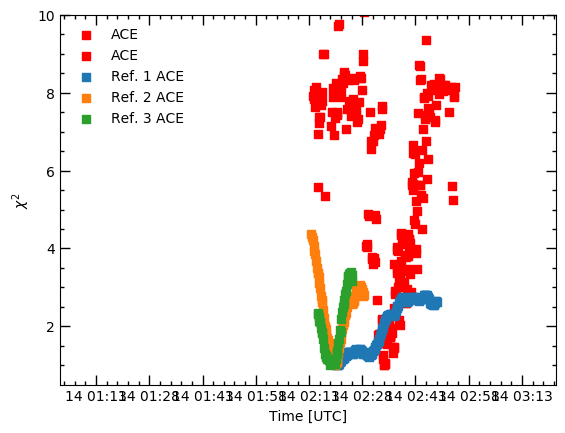 10
8
6
4
2
χ²
ACE
ACE
Ref. 1 ACE
Ref. 2 ACE
Ref. 3 ACE
14 01:13 14 01:28 14 01:43 14 01:58 14 02:13 14 02:28 14 02:43 14 02:58 14 03:13
Time [UTC]